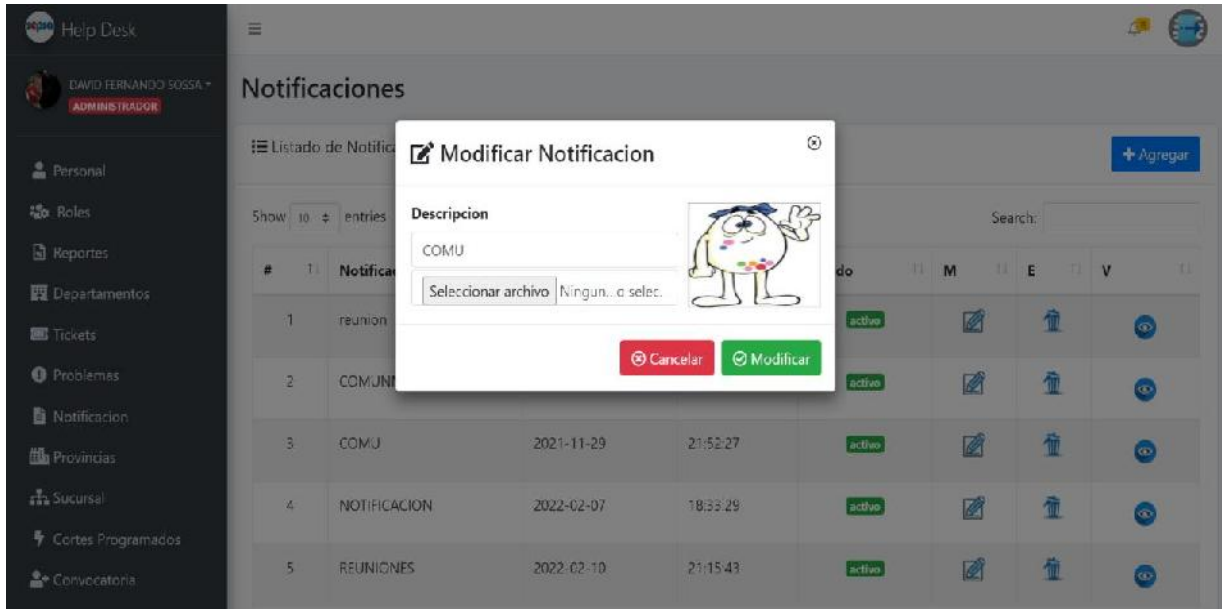 Help Desk
DAVID FERNANDO SOSSA
ADMINISTRADOR
Personal
Roles
Reportes
Departamentos
Tickets
Problemas
Notificacion
Provincias
Sucursal
Cortes Programados
Convocatoria
Notificaciones
Listado de Notific
Agregar
Show 10 entries
Search:
# Notificac do M E V
1 reunion activo
2 COMUN activo
3 COMU 2021-11-29 21:52:27 activo
4 NOTIFICACION 2022-02-07 18:33:29 activo
5 REUNIONES 2022-02-10 21:15:43 activo
Modificar Notificacion
Descripcion
COMU
Seleccionar archivo Ningun...o selec.
Cancelar Modificar